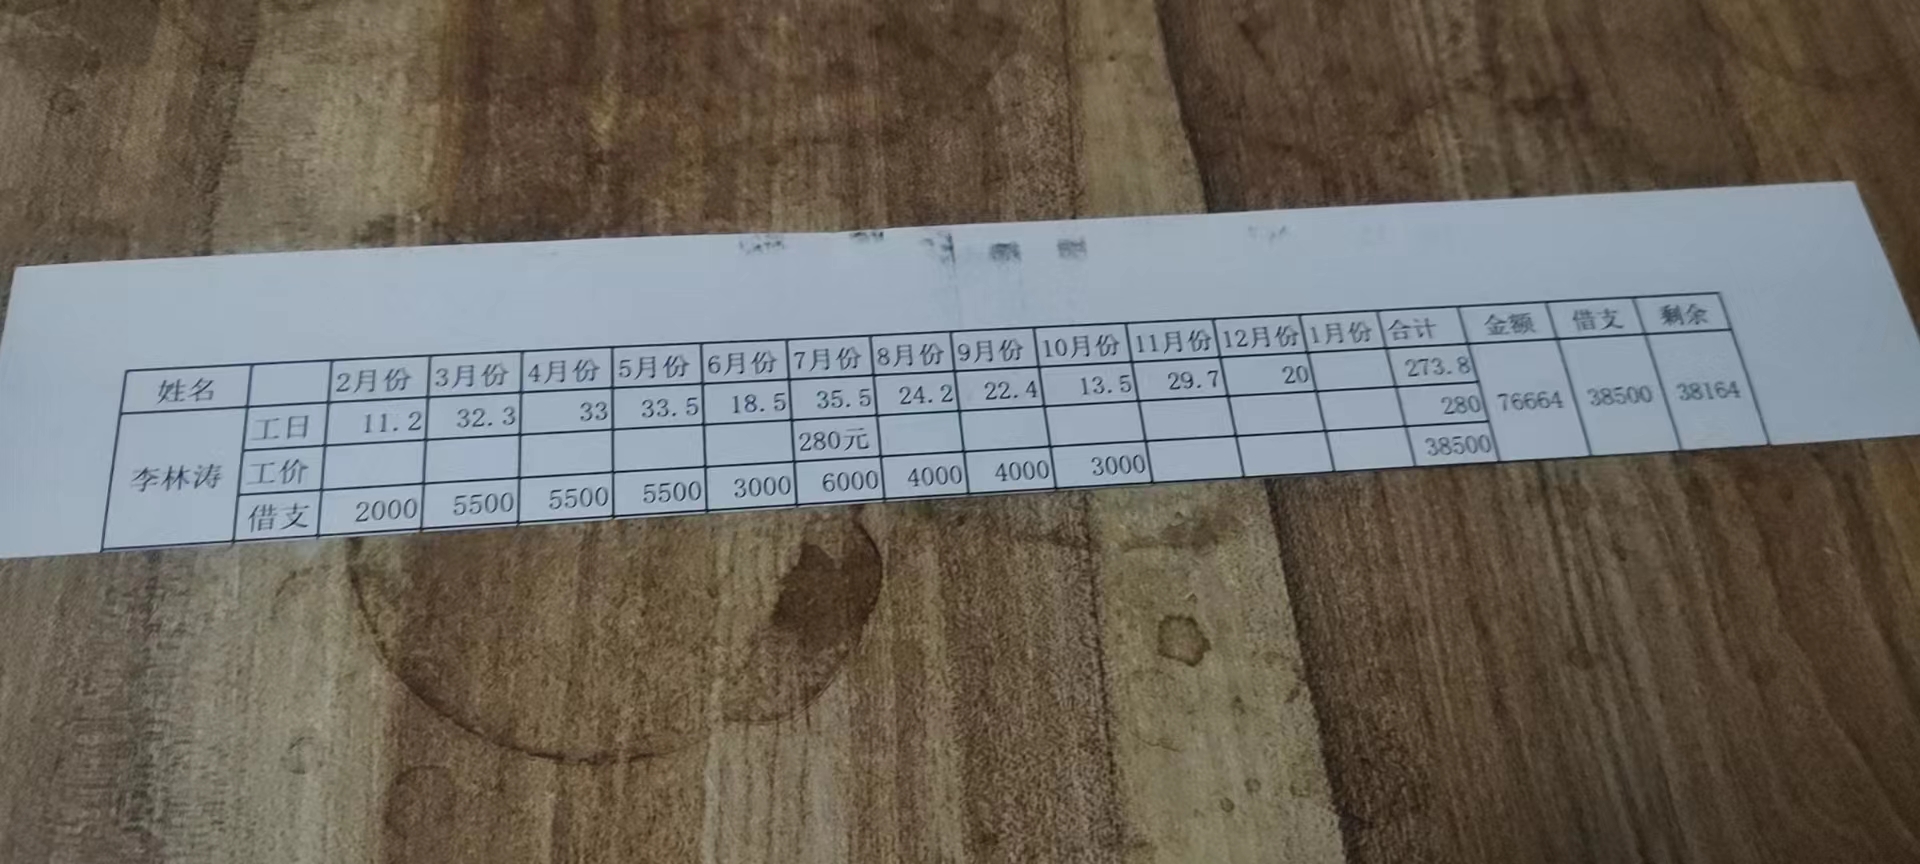 姓名 2月份 3月份 4月份 5月份 6月份 7月份 8月份 9月份 10月份 11月份 12月份 1月份 合计 金额 借支 剩余
李林涛 工日 11.2 32.3 33 33.5 18.5 35.5 24.2 22.4 13.5 29.7 20 273.8 76664 38500 38164
工价 280元 280
借支 2000 5500 5500 5500 3000 6000 4000 4000 3000 38500